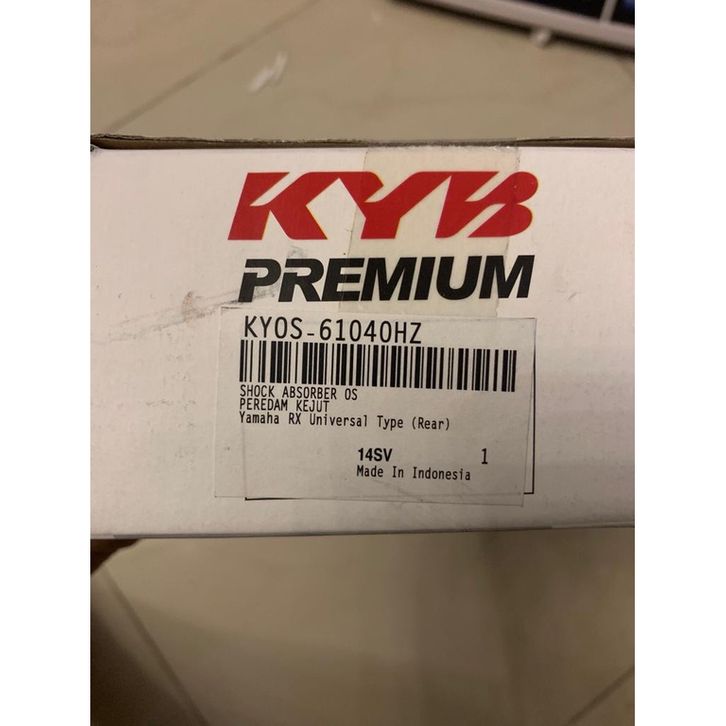 KYB
PREMIUM
KYOS-61040HZ
SHOCK ABSORBER OS
PEREDAM KEJUT
Yamaha RX Universal Type (Rear)
14SV 1
Made In Indonesia